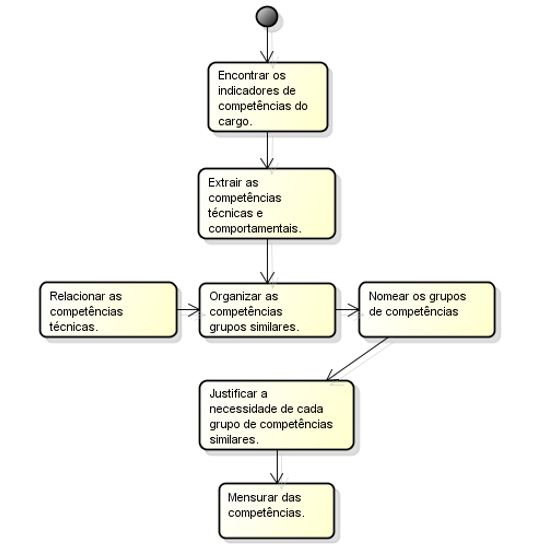 Encontrar os
indicadores de
competências do
cargo.
Extrair as
competências
técnicas e
comportamentais.
Relacionar as
competências
técnicas.
Organizar as
competências
grupos similares.
Nomear os grupos
de competências
Justificar a
necessidade de cada
grupo de competências
similares.
Mensurar das
competências.